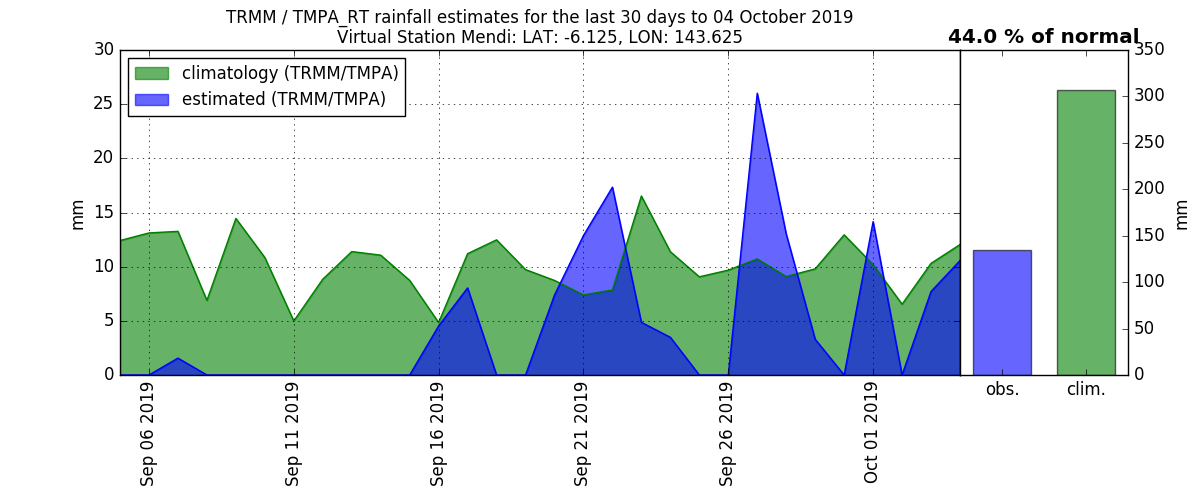 TRMM / TMPA_RT rainfall estimates for the last 30 days to 04 October 2019
Virtual Station Mendi: LAT: -6.125, LON: 143.625
44.0 % of normal
climatology (TRMM/TMPA)
estimated (TRMM/TMPA)
30
25
20
15
10
5
0
mm
Sep 06 2019
Sep 11 2019
Sep 16 2019
Sep 21 2019
Sep 26 2019
Oct 01 2019
obs.
clim.
350
300
250
200
150
100
50
0
mm